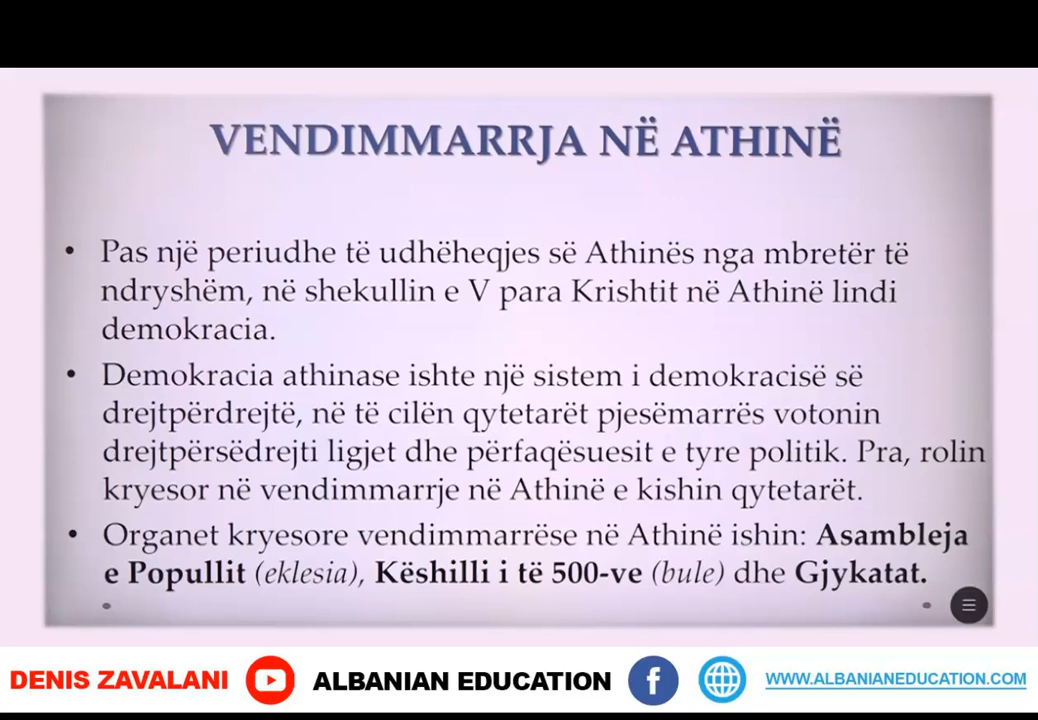 VENDIMMARRJA NË ATHINË
• Pas një periudhe të udhëheqjes së Athinës nga mbretër të
ndryshëm, në shekullin e V para Krishtit në Athinë lindi
demokracia.
• Demokracia athinase ishte një sistem i demokracisë së
drejtpërdrejtë, në të cilën qytetarët pjesëmarrës votonin
drejtpërsëdrejti ligjet dhe përfaqësuesit e tyre politik. Pra, rolin
kryesor në vendimmarrje në Athinë e kishin qytetarët.
• Organet kryesore vendimmarrëse në Athinë ishin: Asambleja
e Popullit (eklesia), Këshilli i të 500-ve (bule) dhe Gjykatat.
DENIS ZAVALANI ALBANIAN EDUCATION f WWW.ALBANIANEDUCATION.COM